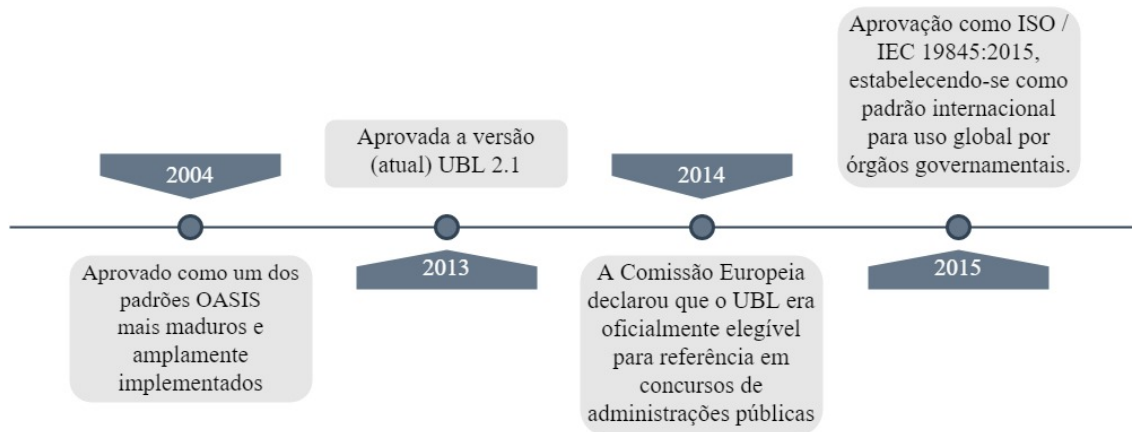 2004
Aprovado como um dos
padrões OASIS
mais maduros e
amplamente
implementados
Aprovada a versão
(atual) UBL 2.1
2013
2014
A Comissão Europeia
declarou que o UBL era
oficialmente elegível
para referência em
concursos de
administrações públicas
Aprovação como ISO /
IEC 19845:2015,
estabelecendo-se como
padrão internacional
para uso global por
órgãos governamentais.
2015